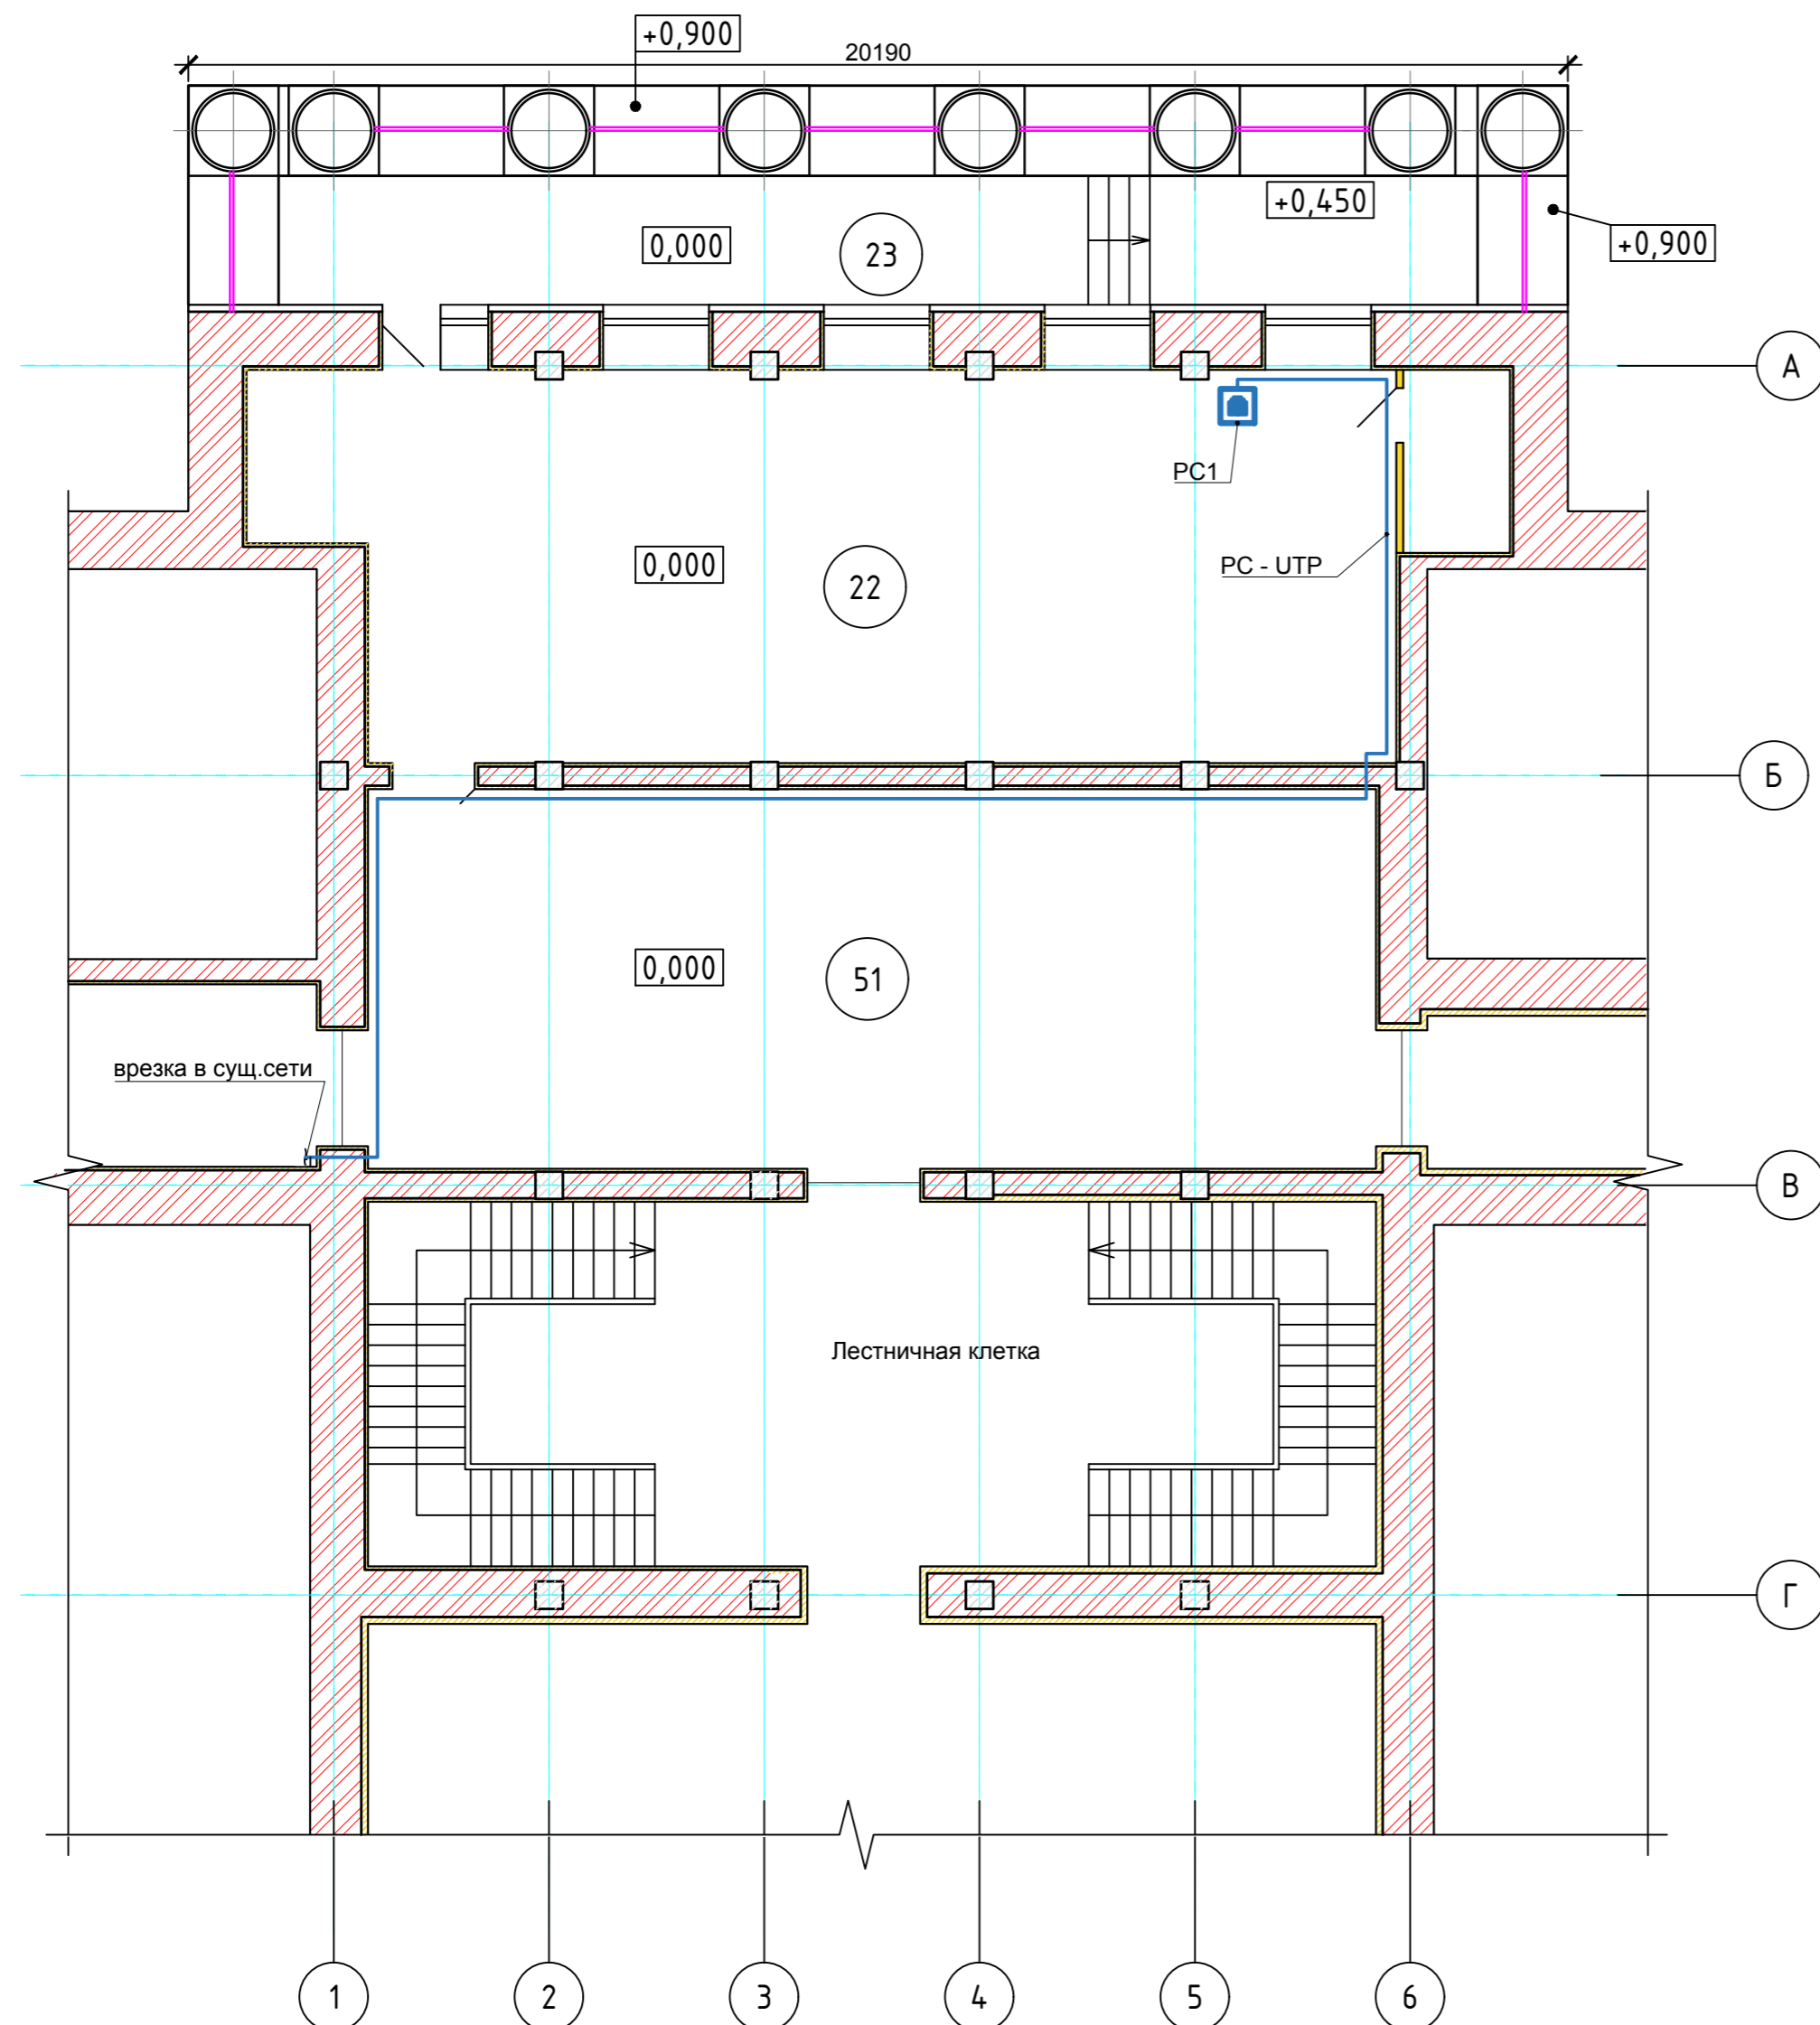 +0,900
20190
+0,450
+0,900
0,000
23
А
РС1
0,000
22
РС - UTP
Б
0,000
51
врезка в сущ.сети
В
Лестничная клетка
Г
1
2
3
4
5
6